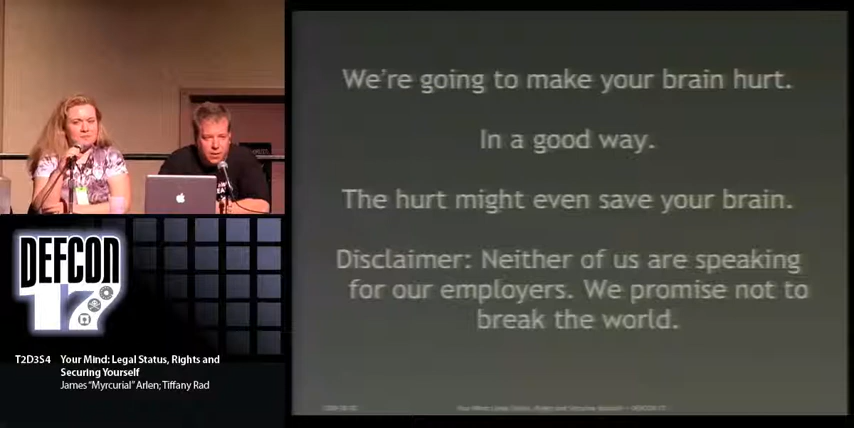 We're going to make your brain hurt.
In a good way.
The hurt might even save your brain.
Disclaimer: Neither of us are speaking
for our employers. We promise not to
break the world.
DEFCON
17
T2D3S4 Your Mind: Legal Status, Rights and
Securing Yourself
James "Myrcurial" Arlen; Tiffany Rad